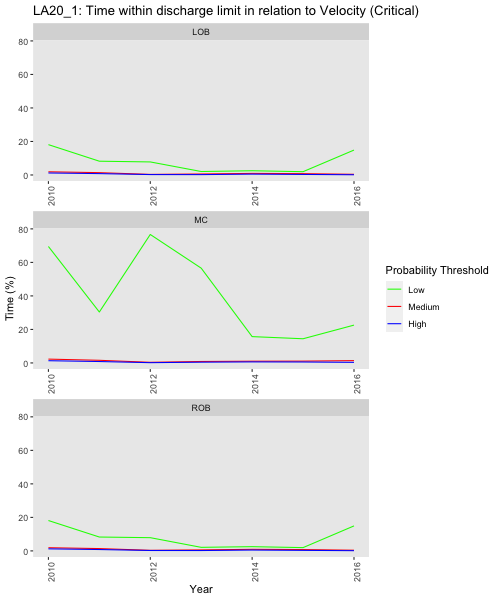 LA20_1: Time within discharge limit in relation to Velocity (Critical)
LOB
80
60
40
20
0
2010
2012
2014
2016
MC
80
60
40
20
0
2010
2012
2014
2016
ROB
80
60
40
20
0
2010
2012
2014
2016
Time (%)
Year
Probability Threshold
Low
Medium
High